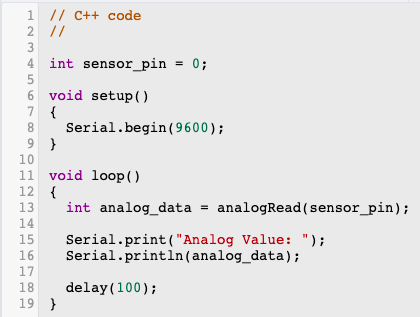 1 // C++ code
2 //
3
4 int sensor_pin = 0;
5
6 void setup()
7 {
8   Serial.begin(9600);
9 }
10
11 void loop()
12 {
13   int analog_data = analogRead(sensor_pin);
14
15   Serial.print("Analog Value: ");
16   Serial.println(analog_data);
17
18   delay(100);
19 }